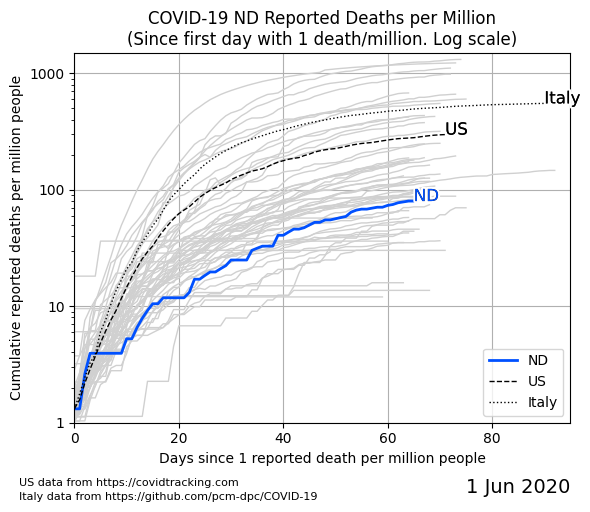 COVID-19 ND Reported Deaths per Million
(Since first day with 1 death/million. Log scale)
Cumulative reported deaths per million people
1000
100
10
1
Italy
US
ND
ND
US
Italy
0 20 40 60 80
Days since 1 reported death per million people
US data from https://covidtracking.com
Italy data from https://github.com/pcm-dpc/COVID-19
1 Jun 2020